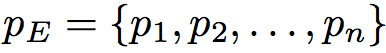 p_E = {p_1, p_2, ..., p_n}